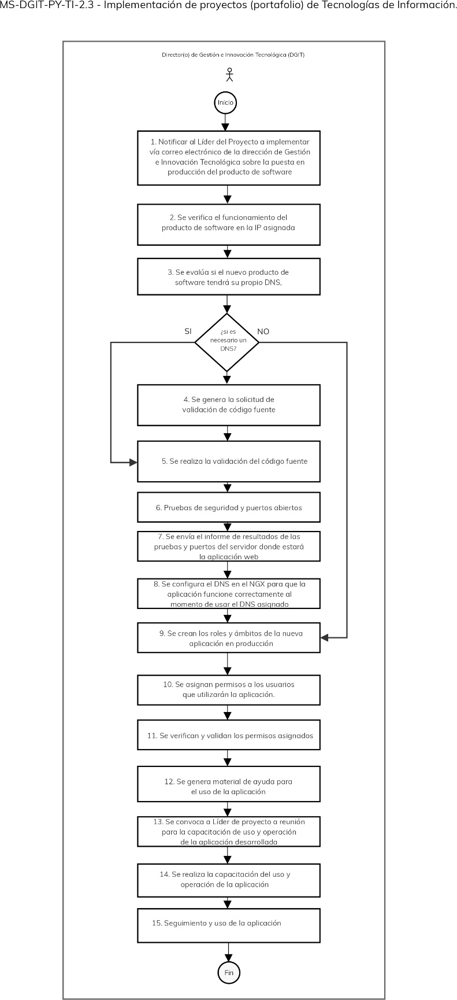 MS-DGIT-PY-TI-2.3 - Implementación de proyectos (portafolio) de Tecnologías de Información.
Director(a) de Gestión e Innovación Tecnológica (DGIT)
Inicio
1. Notificar al Líder del Proyecto a implementar
vía correo electrónico de la dirección de Gestión
e Innovación Tecnológica sobre la puesta en
producción del producto de software
2. Se verifica el funcionamiento del
producto de software en la IP asignada
3. Se evalúa si el nuevo producto de
software tendrá su propio DNS,
SI
¿si es
necesario un
DNS?
NO
4. Se genera la solicitud de
validación de código fuente
5. Se realiza la validación del código fuente
6. Pruebas de seguridad y puertos abiertos
7. Se envía el informe de resultados de las
pruebas y puertos del servidor donde estará
la aplicación web
8. Se configura el DNS en el NGX para que la
aplicación funcione correctamente al
momento de usar el DNS asignado
9. Se crean los roles y ámbitos de la nueva
aplicación en producción
10. Se asignan permisos a los usuarios
que utilizarán la aplicación.
11. Se verifican y validan los permisos asignados
12. Se genera material de ayuda para
el uso de la aplicación
13. Se convoca a Líder de proyecto a reunión
para la capacitación de uso y operación
de la aplicación desarrollada
14. Se realiza la capacitación del uso y
operación de la aplicación
15. Seguimiento y uso de la aplicación
Fin